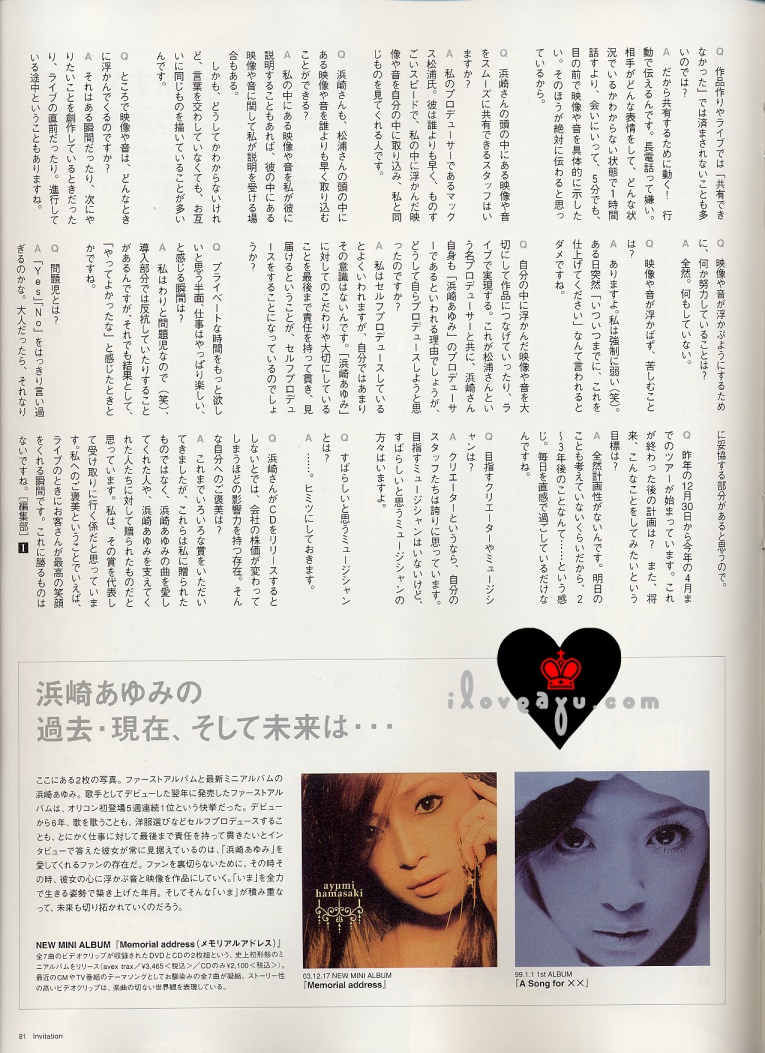 Q　作品作りやライブでは「共有でき
なかった」では済まされないことも多
いのでは？
A　だから共有するために動く！　行
動で伝えるんです。長電話って嫌い。
相手がどんな表情をして、どんな状
況でいるかわからない状態で１時間
話すより、会いにいって、５分でも、
目の前で映像や音を具体的に示した
い。そのほうが絶対に伝わると思っ
ているから。
Q　浜崎さんの頭の中にある映像や音
をスムーズに共有できるスタッフはい
ますか？
A　私のプロデューサーであるマック
ス松浦氏。彼は誰よりも早く、ものす
ごいスピードで、私の中に浮かんだ映
像や音を自分の中に取り込み、私と同
じものを見てくれる人です。
Q　浜崎さんも、松浦さんの頭の中に
ある映像や音を誰よりも早く取り込む
ことができる？
A　私の中にある映像や音を私が彼に
説明することもあれば、彼の中にある
映像や音に関して私が説明を受ける場
合もある。
　しかも、どうしてかわからないけれ
ど、言葉を交わしていなくても、お互
いに同じものを描いていることが多い
んです。
Q　ところで映像や音は、どんなとき
に浮かんでくるのですか？
A　それはある瞬間だったり、次にや
りたいことを創作しているときだった
り、ライブの直前だったり。進行して
いる途中ということもありますね。
Q　映像や音が浮かぶようにするため
に、何か努力していることは？
A　全然。何もしていない。
Q　映像や音が浮かばず、苦しむこと
は？
A　ありますよ。私は強制に弱い（笑）。
ある日突然「いついつまでに、これを
仕上げてください」なんて言われると
ダメですね。
Q　自分の中に浮かんだ映像や音を大
切にして作品につなげていったり、ラ
イブで実現する。これが松浦さんとい
う名プロデューサーと共に、浜崎さん
自身も「浜崎あゆみ」のプロデューサ
ーであるといわれる理由でしょうが、
どうして自らプロデュースしようと思
ったのですか？
A　私はセルフプロデュースしている
とよくいわれますが、自分ではあまり
その意識はないんです。「浜崎あゆみ」
に対してのこだわりや大切にしている
ことを最後まで責任を持って貫き、見
届けるということが、セルフプロデュ
ースをすることになっているのでしょ
うか？
Q　プライベートな時間をもっと欲し
いと思う半面、仕事はやっぱり楽しい、
と感じる瞬間は？
A　私はわりと問題児なので（笑）、
導入部分では反抗していたりすること
があるんですが、それでも結果として、
「やってよかったな」と感じたときと
かですね。
Q　問題児とは？
A　「Ｙｅｓ」「Ｎｏ」をはっきり言い過
ぎるのかな。大人だったら、それなり
に妥協する部分があると思うので。
Q　昨年の12月30日から今年の４月ま
でのツアーが始まっています。これ
が終わった後の計画は？　また、将
来、こんなことをしてみたいという
目標は？
A　全然計画性がないんです。明日の
ことも考えていなくらいだから、２
〜３年後のことなんて……という感
じ。毎日を直感で過ごしているだけな
んですね。
Q　目指すクリエーターやミュージシ
ャンは？
A　クリエーターというなら、自分の
スタッフたちは誇りに思っています。
目指すミュージシャンはいないけど、
すばらしいと思うミュージシャンの
方々はいますよ。
Q　すばらしいと思うミュージシャン
とは？
A　……。ヒミツにしておきます。
Q　浜崎さんがＣＤをリリースすると
しないとでは、会社の株価が変わって
しまうほどの影響力を持つ存在。そん
な自分へのご褒美は？
A　これまでいろいろな賞をいただい
てきましたが、これらは私に贈られた
ものではなく、浜崎あゆみの曲を愛し
てくれた人や、浜崎あゆみを支えてく
れた人たちに対して贈られたものだと
思っています。私は、その賞を代表し
て受け取りに行く係だと思っていま
す。私へのご褒美ということでいえば、
ライブのときにお客さんが最高の笑顔
をくれる瞬間です。これに勝るものは
ないですね。［編集部］I
iloveayu.com
浜崎あゆみの
過去・現在、そして未来は・・・
ここにある2枚の写真。ファーストアルバムと最新ミニアルバムの
浜崎あゆみ。歌手としてデビューした翌年に発売したファーストア
ルバムは、オリコン初登場5週連続1位という快挙だった。デビュー
から6年、歌を歌うことも、洋服選びなどセルフプロデュースするこ
とも、とにかく仕事に対して最後まで責任を持って貫きたいとイン
タビューで答えた彼女が常に見据えているのは、「浜崎あゆみ」を
愛してくれるファンの存在だ。ファンを裏切らないために、その時そ
の時、彼女の心に浮かぶ音と映像を作品にしていく。「いま」を全力
で生きる姿勢で築き上げた年月。そしてそんな「いま」が積み重な
って、未来も切り拓かれていくのだろう。
NEW MINI ALBUM 『Memorial address（メモリアルアドレス）』
全7曲のビデオクリップが収録されたDVDとCDの2枚組という、史上初形態のミ
ニアルバムをリリース（avex trax／¥3,465＜税込＞／CDのみ¥2,100＜税込＞）。
最近のCMやTV番組のテーマソングとしてお馴染みの全7曲が凝縮。ストーリー性
の高いビデオクリップは、楽曲の切ない世界観を表現している。
ayumi
hamasaki
03.12.17 NEW MINI ALBUM
『Memorial address』
99.1.1 1st ALBUM
『A Song for ××』
81 Invitation